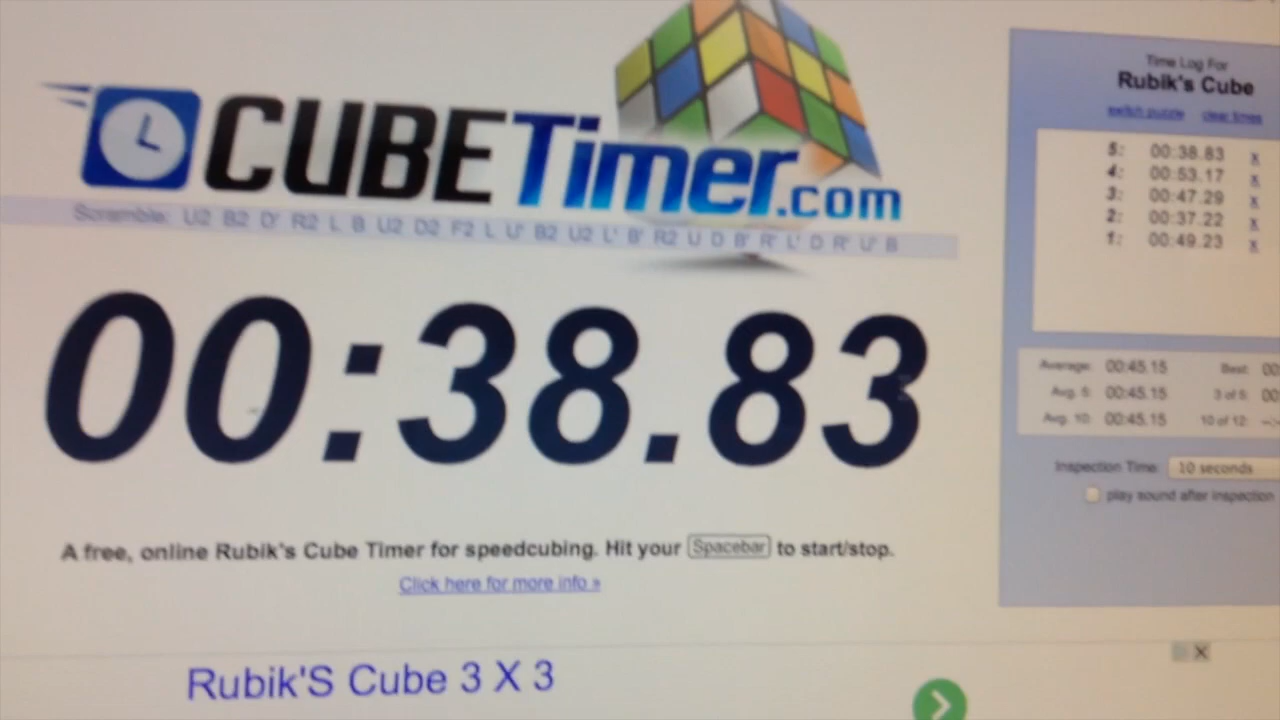 CUBETimer.com
Scramble: U2 B2 D' R2 L B U2 D2 F2 L U' B2 U2 L' B' R2 U D B' R' L' D R' U' B
00:38.83
A free, online Rubik's Cube Timer for speedcubing. Hit your Spacebar to start/stop.
Click here for more info »
Rubik'S Cube 3 X 3
Time Log For
Rubik's Cube
switch puzzle clear times
5: 00:38.83 x
4: 00:53.17 x
3: 00:47.29 x
2: 00:37.22 x
1: 00:49.23 x
Average: 00:45.15 Best: 00
Avg. 5: 00:45.15 3 of 5: 00
Avg. 10: 00:45.15 10 of 12:
Inspection Time: 10 seconds
play sound after inspection